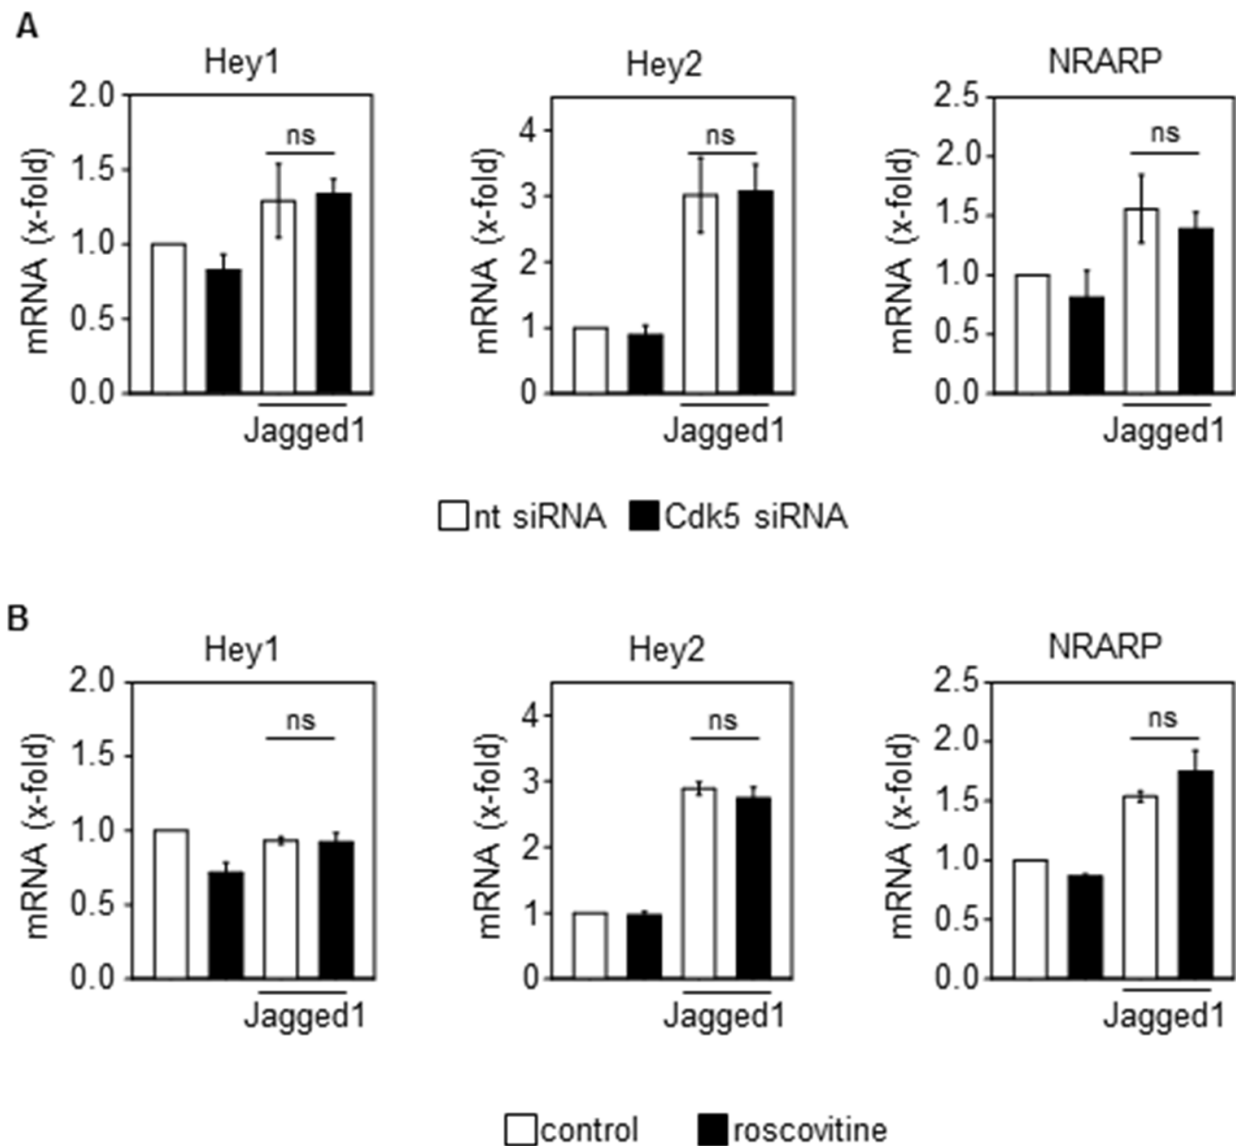 A
Hey1
Hey2
NRARP
mRNA (x-fold)
2.0
1.5
1.0
0.5
0.0
ns
Jagged1
mRNA (x-fold)
4
3
2
1
0
ns
Jagged1
mRNA (x-fold)
2.5
2.0
1.5
1.0
0.5
0.0
ns
Jagged1
nt siRNA Cdk5 siRNA
B
Hey1
Hey2
NRARP
mRNA (x-fold)
2.0
1.5
1.0
0.5
0.0
ns
Jagged1
mRNA (x-fold)
4
3
2
1
0
ns
Jagged1
mRNA (x-fold)
2.5
2.0
1.5
1.0
0.5
0.0
ns
Jagged1
control roscovitine